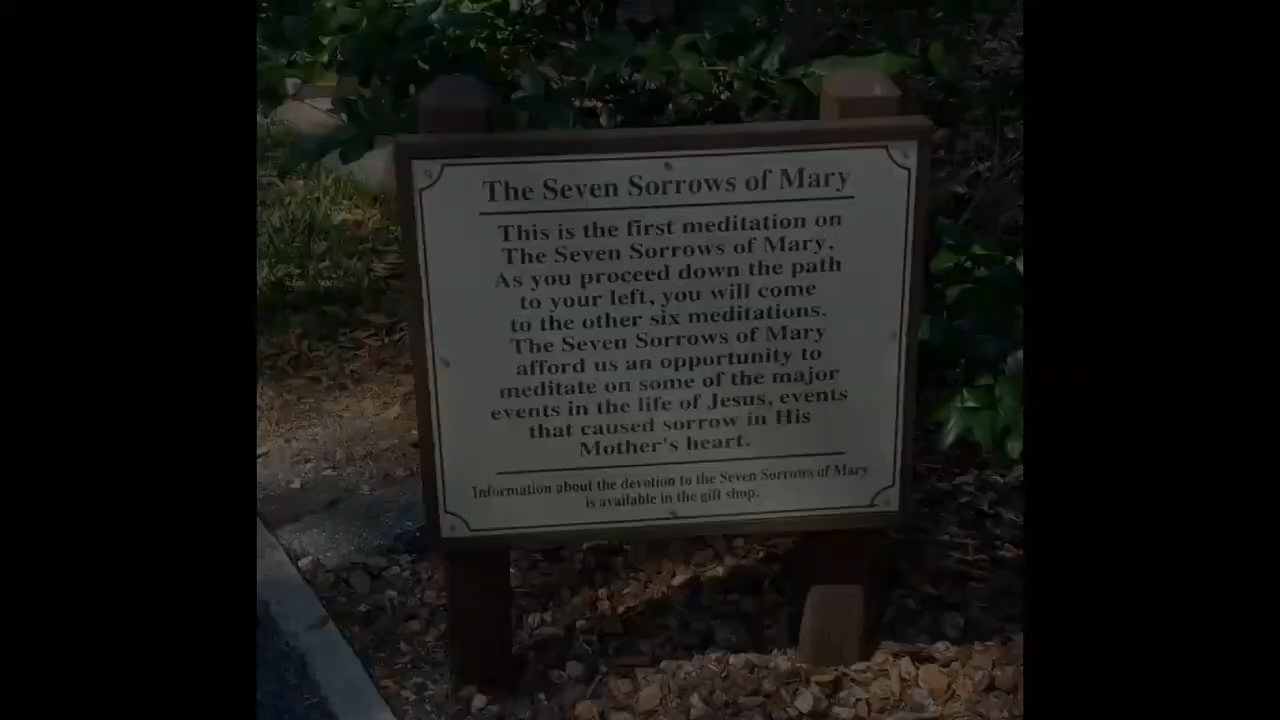 The Seven Sorrows of Mary
This is the first meditation on
The Seven Sorrows of Mary.
As you proceed down the path
to your left, you will come
to the other six meditations.
The Seven Sorrows of Mary
afford us an opportunity to
meditate on some of the major
events in the life of Jesus, events
that caused sorrow in His
Mother's heart.
Information about the devotion to the Seven Sorrows of Mary
is available in the gift shop.